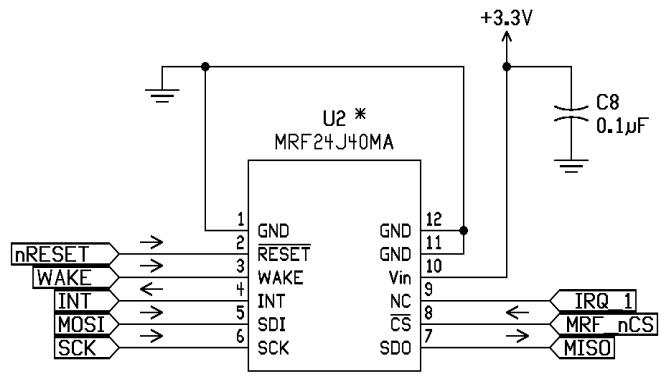 +3.3V
C8
0.1µF
U2 *
MRF24J40MA
1 GND GND 12
nRESET 2 RESET GND 11
WAKE 3 WAKE Vin 10
INT 4 INT NC 9 IRQ_1
MOSI 5 SDI CS 8 MRF_nCS
SCK 6 SCK SDO 7 MISO